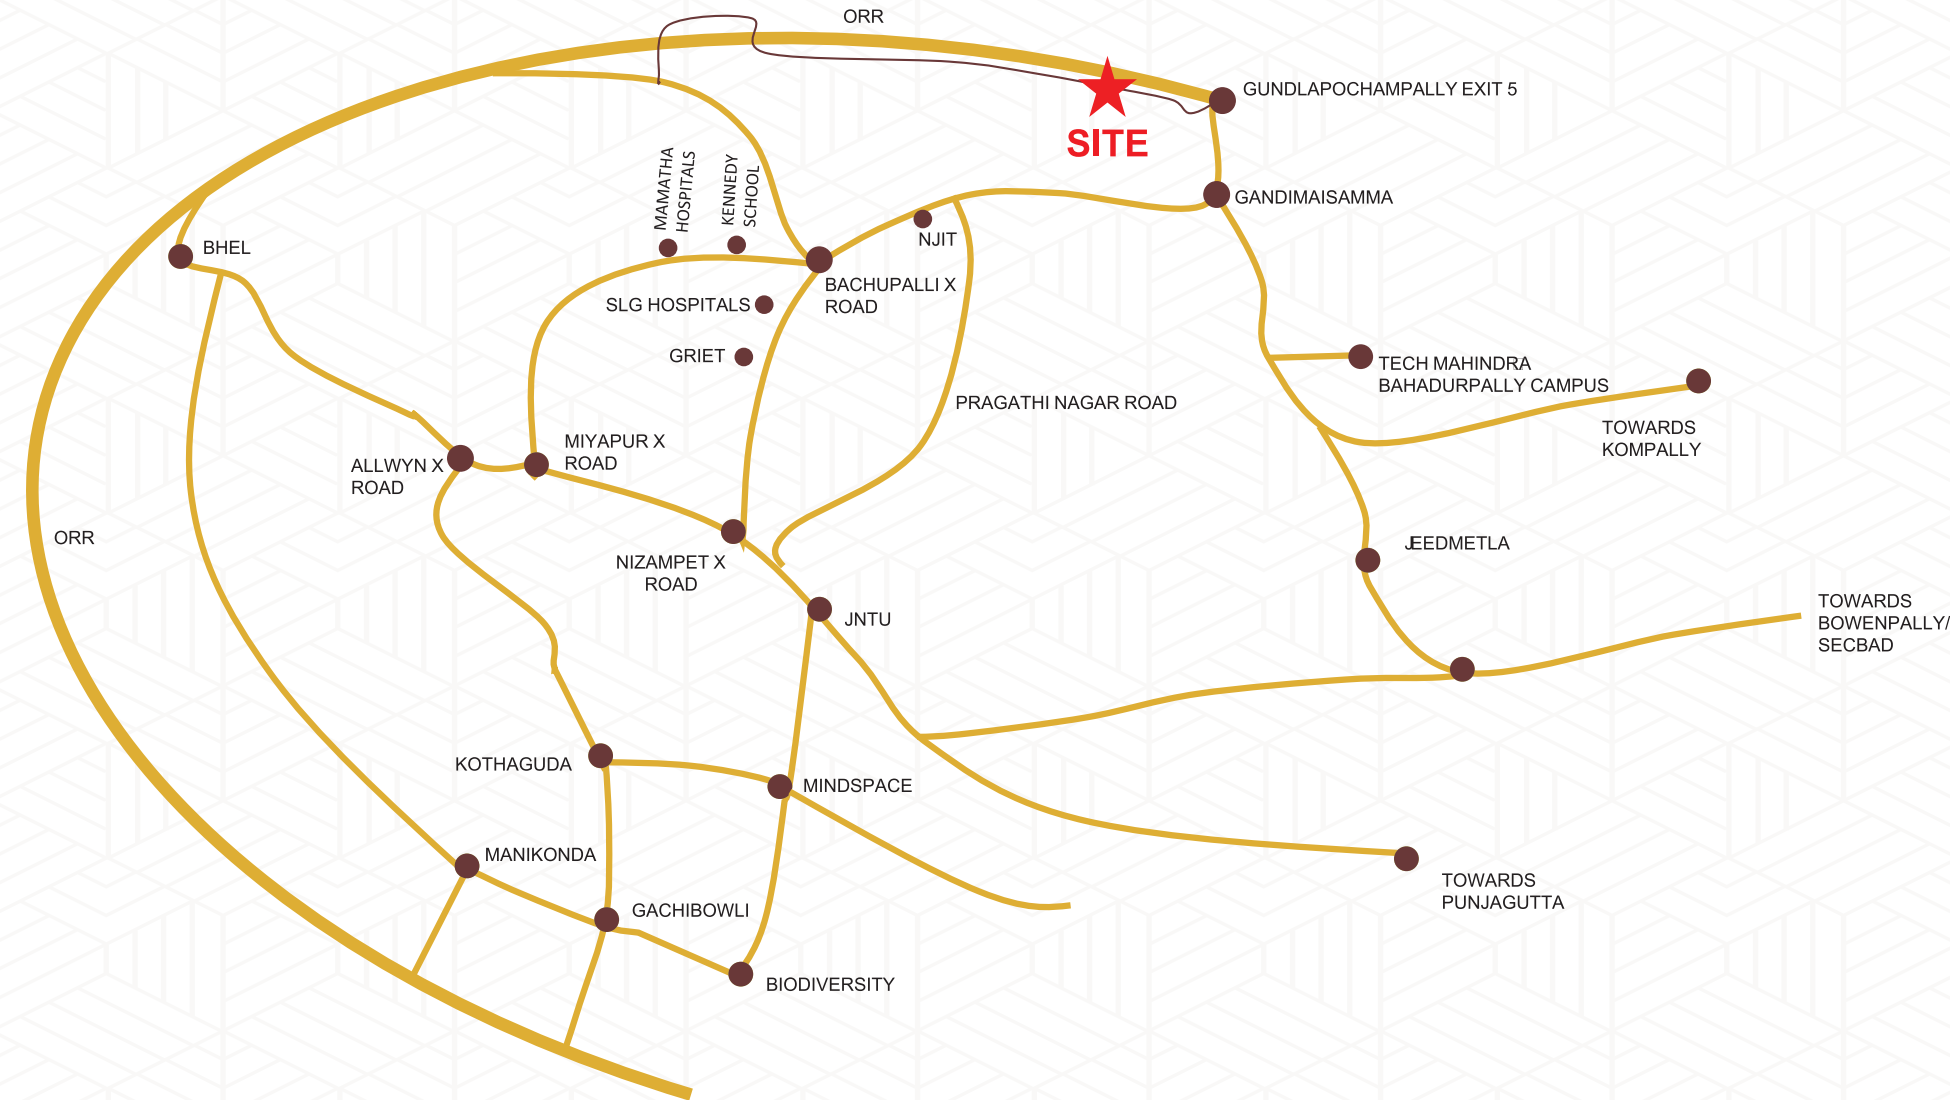 ORR
GUNDLAPOCHAMPALLY EXIT 5
SITE
MAMATHA
HOSPITALS
KENNEDY
SCHOOL
GANDIMAISAMMA
NJIT
BHEL
BACHUPALLI X
ROAD
SLG HOSPITALS
GRIET
TECH MAHINDRA
BAHADURPALLY CAMPUS
PRAGATHI NAGAR ROAD
TOWARDS
KOMPALLY
MIYAPUR X
ROAD
ALLWYN X
ROAD
ORR
JEEDMETLA
NIZAMPET X
ROAD
TOWARDS
BOWENPALLY/
SECBAD
JNTU
KOTHAGUDA
MINDSPACE
MANIKONDA
TOWARDS
PUNJAGUTTA
GACHIBOWLI
BIODIVERSITY